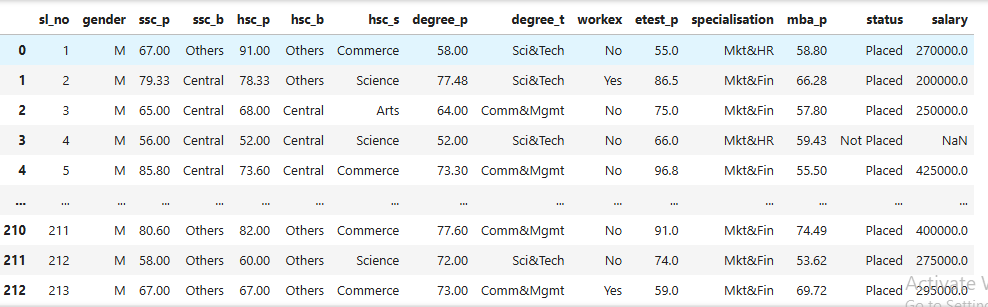 sl_no gender ssc_p ssc_b hsc_p hsc_b hsc_s degree_p degree_t workex etest_p specialisation mba_p status salary
0 1 M 67.00 Others 91.00 Others Commerce 58.00 Sci&Tech No 55.0 Mkt&HR 58.80 Placed 270000.0
1 2 M 79.33 Central 78.33 Others Science 77.48 Sci&Tech Yes 86.5 Mkt&Fin 66.28 Placed 200000.0
2 3 M 65.00 Central 68.00 Central Arts 64.00 Comm&Mgmt No 75.0 Mkt&Fin 57.80 Placed 250000.0
3 4 M 56.00 Central 52.00 Central Science 52.00 Sci&Tech No 66.0 Mkt&HR 59.43 Not Placed NaN
4 5 M 85.80 Central 73.60 Central Commerce 73.30 Comm&Mgmt No 96.8 Mkt&Fin 55.50 Placed 425000.0
... ... ... ... ... ... ... ... ... ... ... ... ... ... ... ...
210 211 M 80.60 Others 82.00 Others Commerce 77.60 Comm&Mgmt No 91.0 Mkt&Fin 74.49 Placed 400000.0
211 212 M 58.00 Others 60.00 Others Science 72.00 Sci&Tech No 74.0 Mkt&Fin 53.62 Placed 275000.0
212 213 M 67.00 Others 67.00 Others Commerce 73.00 Comm&Mgmt Yes 59.0 Mkt&Fin 69.72 Placed 295000.0
Activate